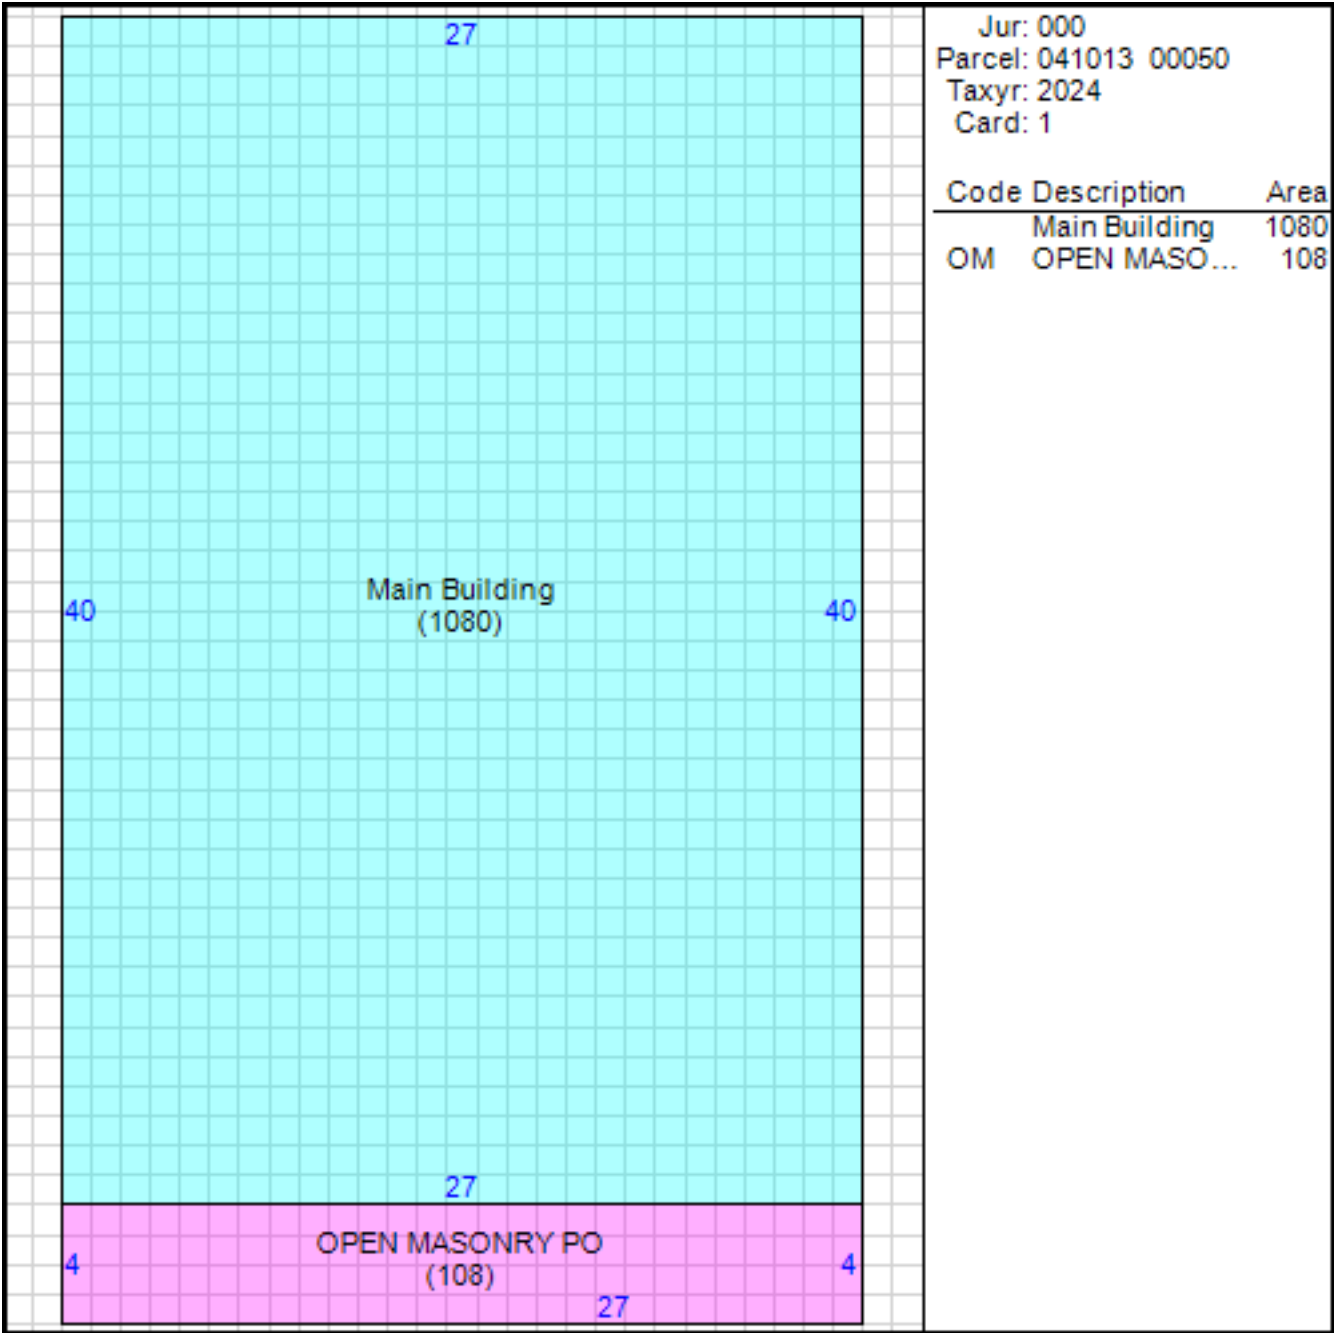 27
Main Building
(1080)
40
40
27
OPEN MASONRY PO
(108)
4
4
27
Jur: 000
Parcel: 041013 00050
Taxyr: 2024
Card: 1
Code Description Area
Main Building 1080
OM OPEN MASO... 108